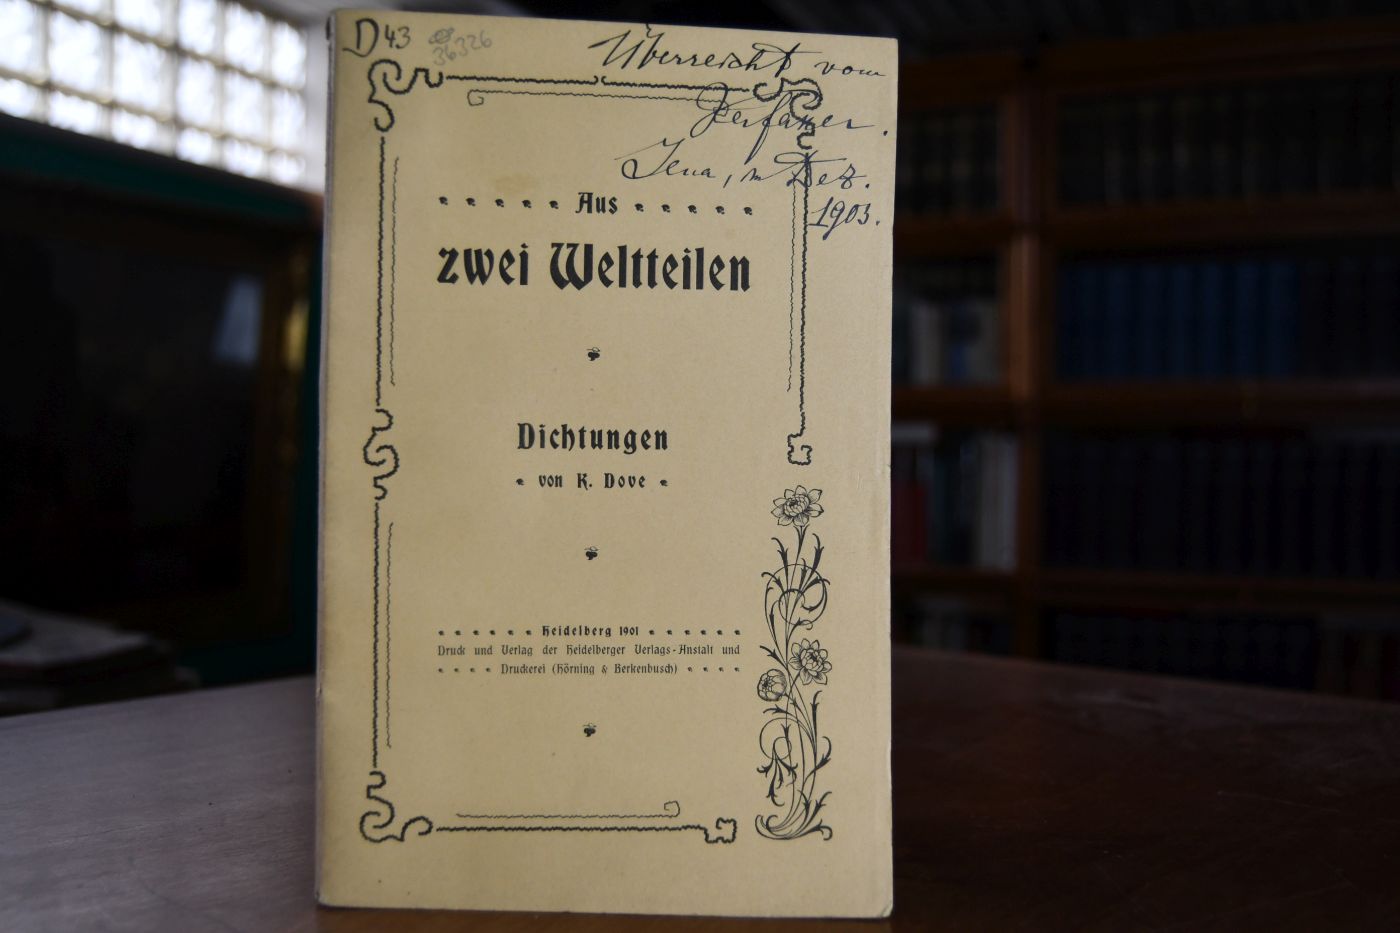 D 43
36326
Überreicht vom
Verfasser.
Jena, im Dez.
1903.
Aus
zwei Weltteilen
Dichtungen
von K. Dove
Heidelberg 1901
Druck und Verlag der Heidelberger Verlags-Anstalt und
Druckerei (Hörning & Berkenbusch)